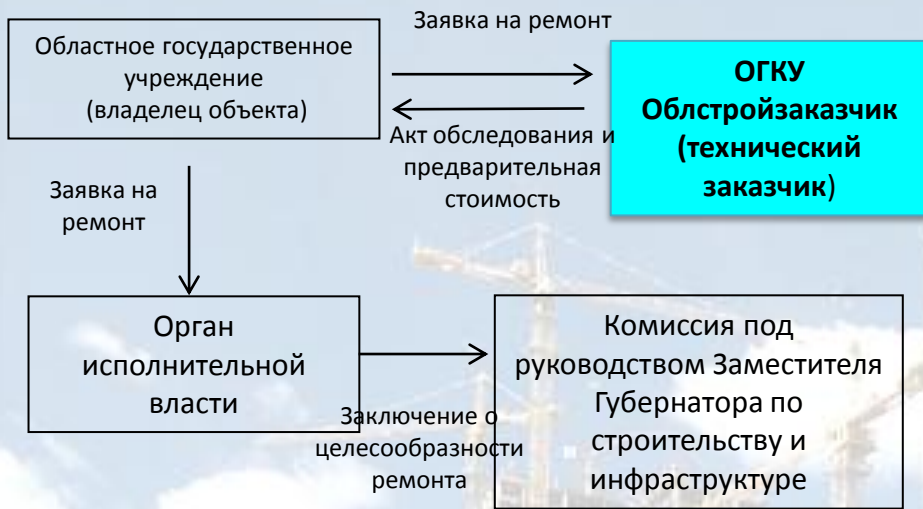 Заявка на ремонт
Областное государственное
учреждение
(владелец объекта)
ОГКУ
Облстройзаказчик
(технический
заказчик)
Акт обследования и
предварительная
стоимость
Заявка на
ремонт
Орган
исполнительной
власти
Заключение о
целесообразности
ремонта
Комиссия под
руководством Заместителя
Губернатора по
строительству и
инфраструктуре